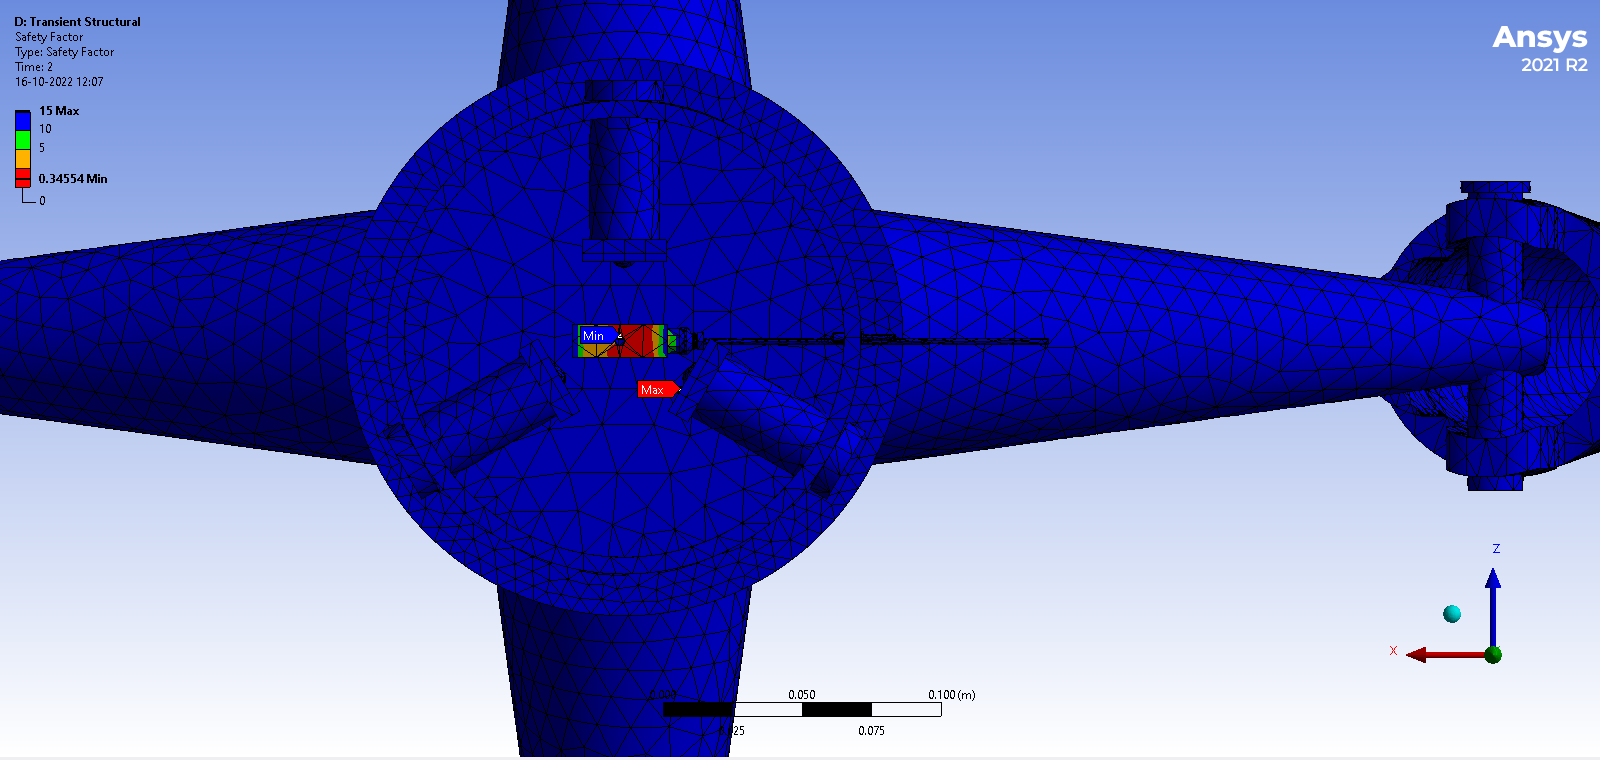 D: Transient Structural
Safety Factor
Type: Safety Factor
Time: 2
16-10-2022 12:07
15 Max
10
5
0.34554 Min
0
Ansys
2021 R2
Min
Max
Z
X
0.050
0.100 (m)
0.075